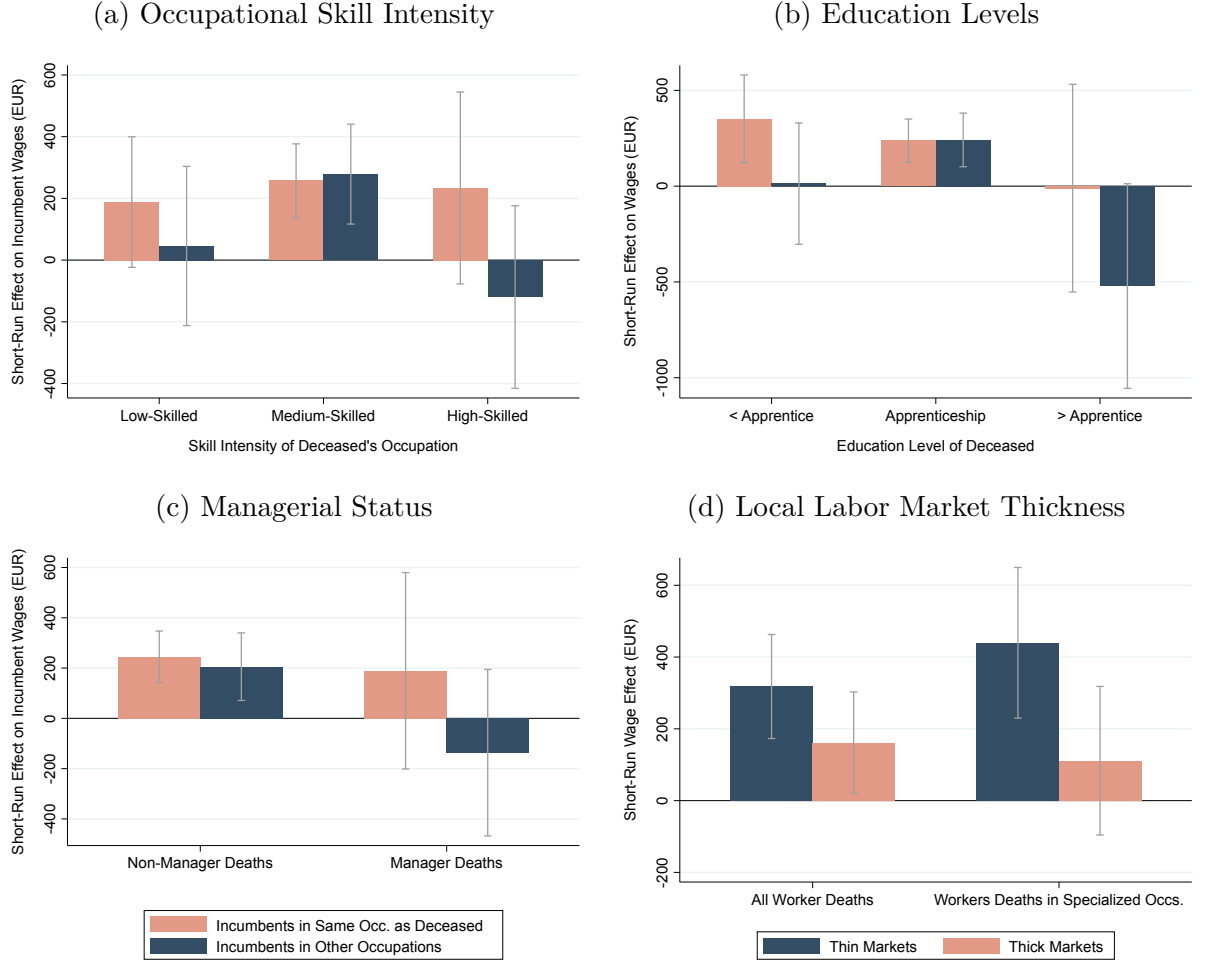 (a) Occupational Skill Intensity
Short-Run Effect on Incumbent Wages (EUR)
600
400
200
0
-200
-400
Low-Skilled
Medium-Skilled
High-Skilled
Skill Intensity of Deceased's Occupation
(b) Education Levels
Short-Run Effect on Wages (EUR)
500
0
-500
-1000
< Apprentice
Apprenticeship
> Apprentice
Education Level of Deceased
(c) Managerial Status
Short-Run Effect on Incumbent Wages (EUR)
600
400
200
0
-200
-400
Non-Manager Deaths
Manager Deaths
Incumbents in Same Occ. as Deceased
Incumbents in Other Occupations
(d) Local Labor Market Thickness
Short-Run Wage Effect (EUR)
600
400
200
0
-200
All Worker Deaths
Workers Deaths in Specialized Occs.
Thin Markets
Thick Markets